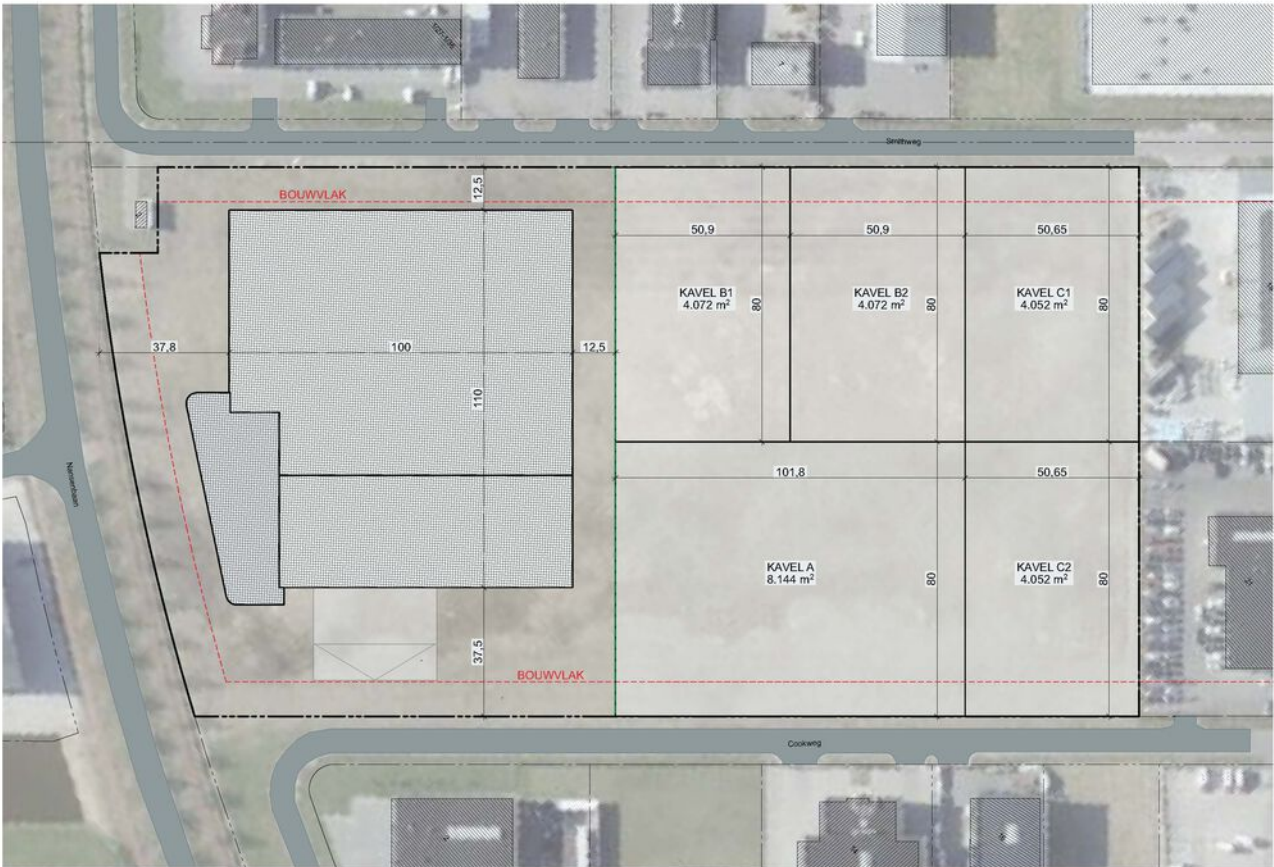 Smithweg
BOUWVLAK
12,5
50,9
50,9
50,65
KAVEL B1
4.072 m²
80
KAVEL B2
4.072 m²
80
KAVEL C1
4.052 m²
80
37,8
100
12,5
110
101,8
50,65
Nansenbaan
KAVEL A
8.144 m²
80
KAVEL C2
4.052 m²
80
37,5
BOUWVLAK
Cookweg